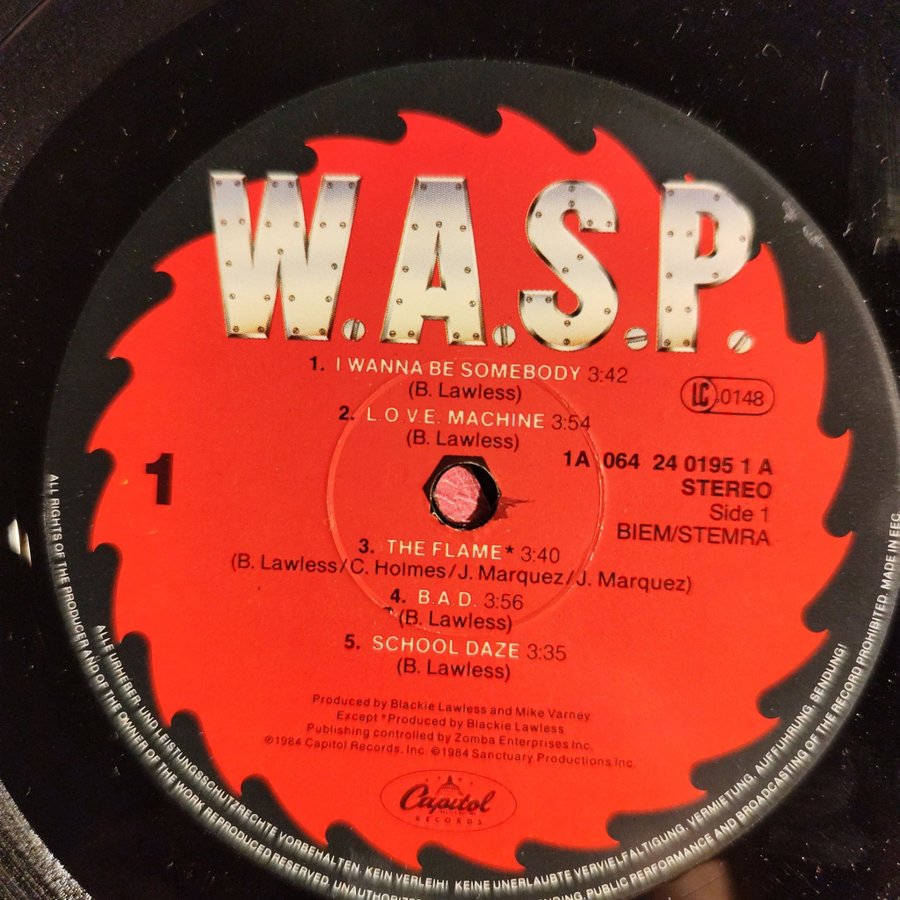 W.A.S.P.
1. I WANNA BE SOMEBODY 3:42
(B. Lawless)
2. L.O.V.E. MACHINE 3:54
(B. Lawless)
LC 0148
1A 064 24 0195 1 A
STEREO
Side 1
BIEM/STEMRA
1
3. THE FLAME* 3:40
(B. Lawless/C. Holmes/J. Marquez/J. Marquez)
4. B.A.D. 3:56
(B. Lawless)
5. SCHOOL DAZE 3:35
(B. Lawless)
Produced by Blackie Lawless and Mike Varney
Except *Produced by Blackie Lawless
Publishing controlled by Zomba Enterprises Inc.
℗1984 Capitol Records, Inc. ©1984 Sanctuary Productions Inc.
Capitol
RECORDS
ALL RIGHTS OF THE PRODUCER AND OF THE OWNER OF THE WORK REPRODUCED RESERVED. PUBLIC PERFORMANCE AND BROADCASTING OF THE RECORD PROHIBITED. MADE IN EEC
ALLE URHEBER- UND LEISTUNGSSCHUTZRECHTE VORBEHALTEN. KEIN VERLEIH! KEINE UNERLAUBTE VERVIELFÄLTIGUNG, VERMIETUNG, AUFFÜHRUNG, SENDUNG!